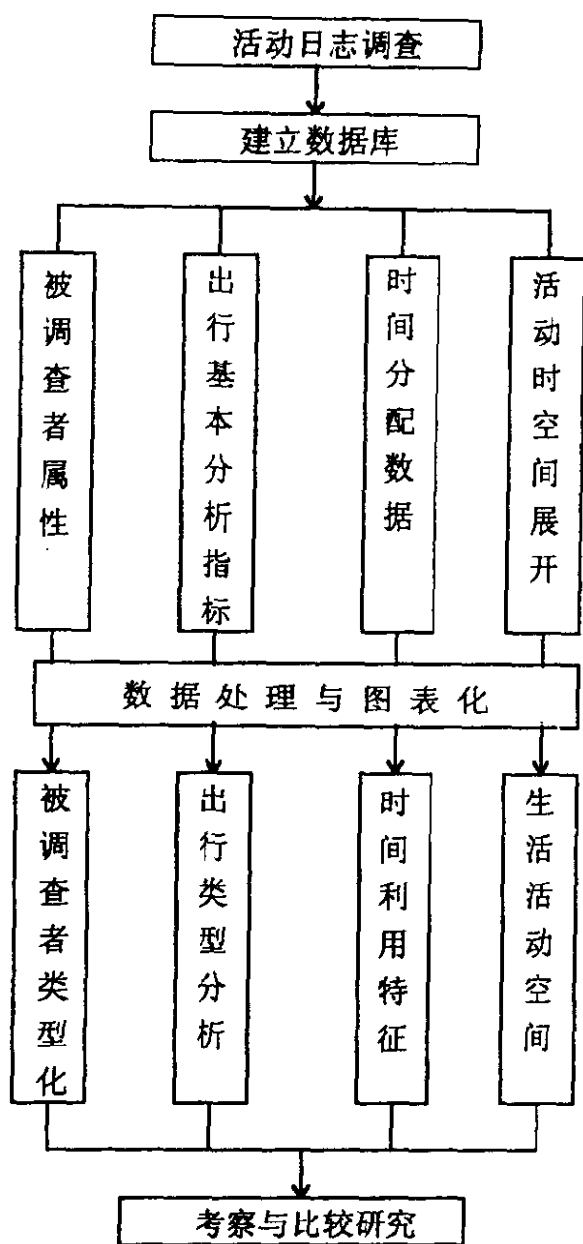 活动日志调查
建立数据库
被调查者属性
出行基本分析指标
时间分配数据
活动时空间展开
数据处理与图表化
被调查者类型化
出行类型分析
时间利用特征
生活活动空间
考察与比较研究